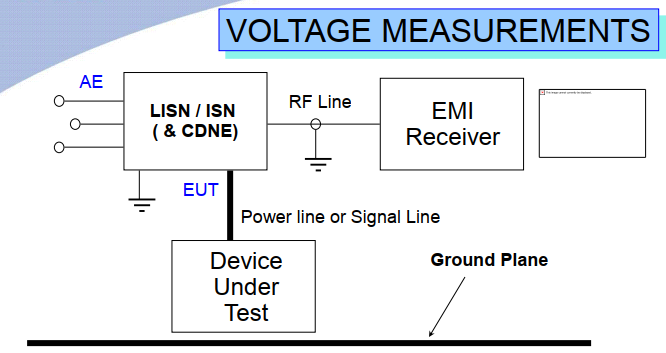 VOLTAGE MEASUREMENTS
AE
LISN / ISN
( & CDNE)
RF Line
EMI
Receiver
EUT
Power line or Signal Line
Device
Under
Test
Ground Plane